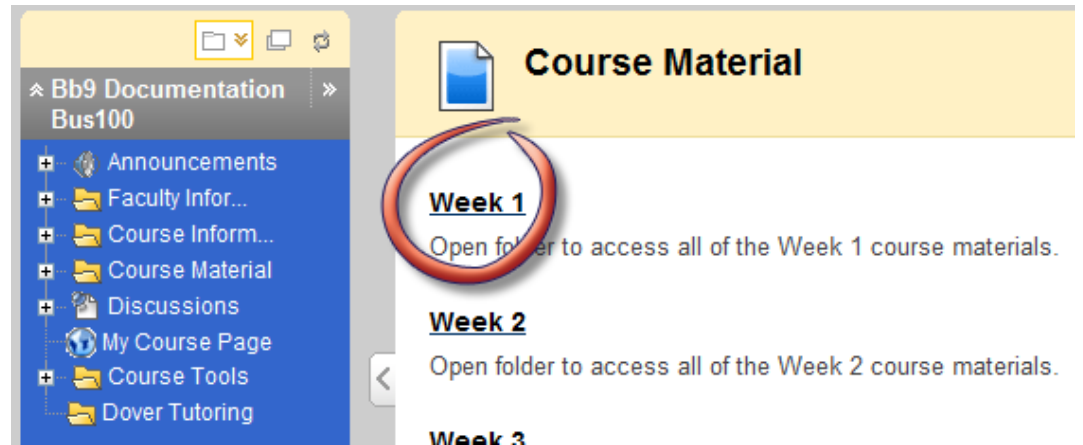 Bb9 Documentation
Bus100
Announcements
Faculty Infor...
Course Inform...
Course Material
Discussions
My Course Page
Course Tools
Dover Tutoring
Course Material
Week 1
Open folder to access all of the Week 1 course materials.
Week 2
Open folder to access all of the Week 2 course materials.
Week 3